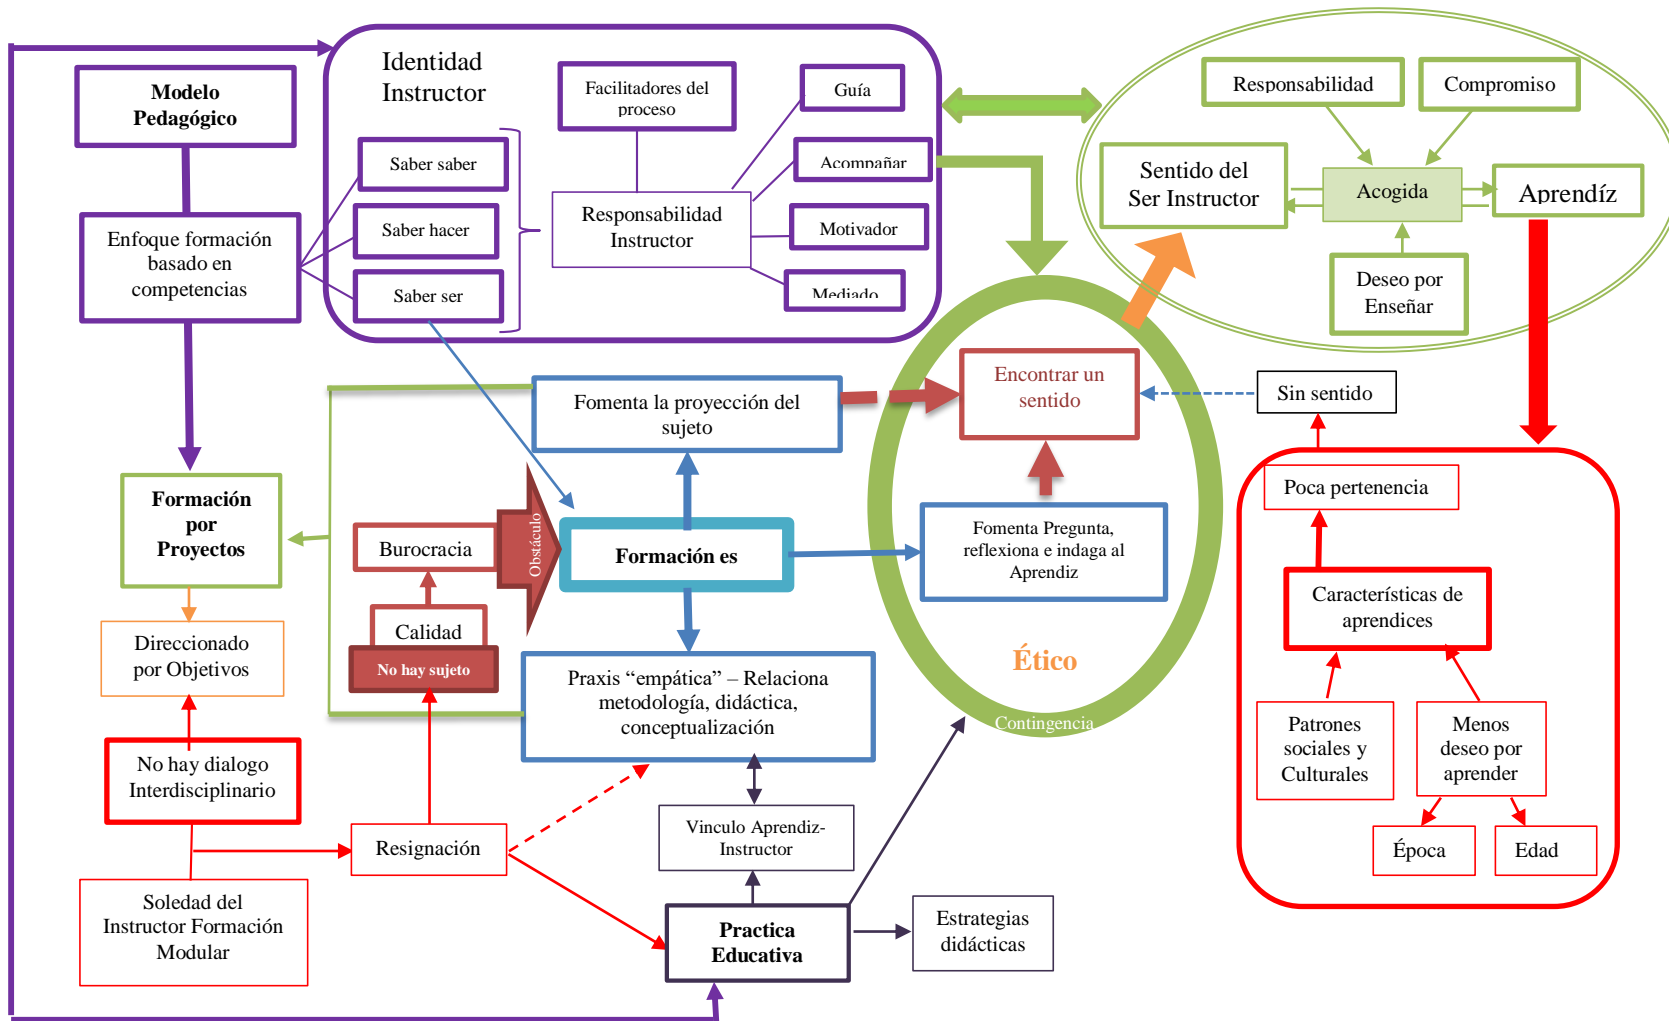 Modelo
Pedagógico
Enfoque formación
basado en
competencias
Formación
por
Proyectos
Direccionado
por Objetivos
No hay dialogo
Interdisciplinario
Soledad del
Instructor Formación
Modular
Identidad
Instructor
Saber saber
Saber hacer
Saber ser
Facilitadores del
proceso
Responsabilidad
Instructor
Guía
Acompañar
Motivador
Mediado
Responsabilidad
Compromiso
Sentido del
Ser Instructor
Acogida
Aprendíz
Deseo por
Enseñar
Fomenta la proyección del
sujeto
Burocracia
Obstáculo
Calidad
No hay sujeto
Formación es
Praxis “empática” – Relaciona
metodología, didáctica,
conceptualización
Resignación
Vinculo Aprendiz-
Instructor
Practica
Educativa
Estrategias
didácticas
Encontrar un
sentido
Fomenta Pregunta,
reflexiona e indaga al
Aprendiz
Ético
Contingencia
Sin sentido
Poca pertenencia
Características de
aprendices
Patrones
sociales y
Culturales
Menos
deseo por
aprender
Época
Edad